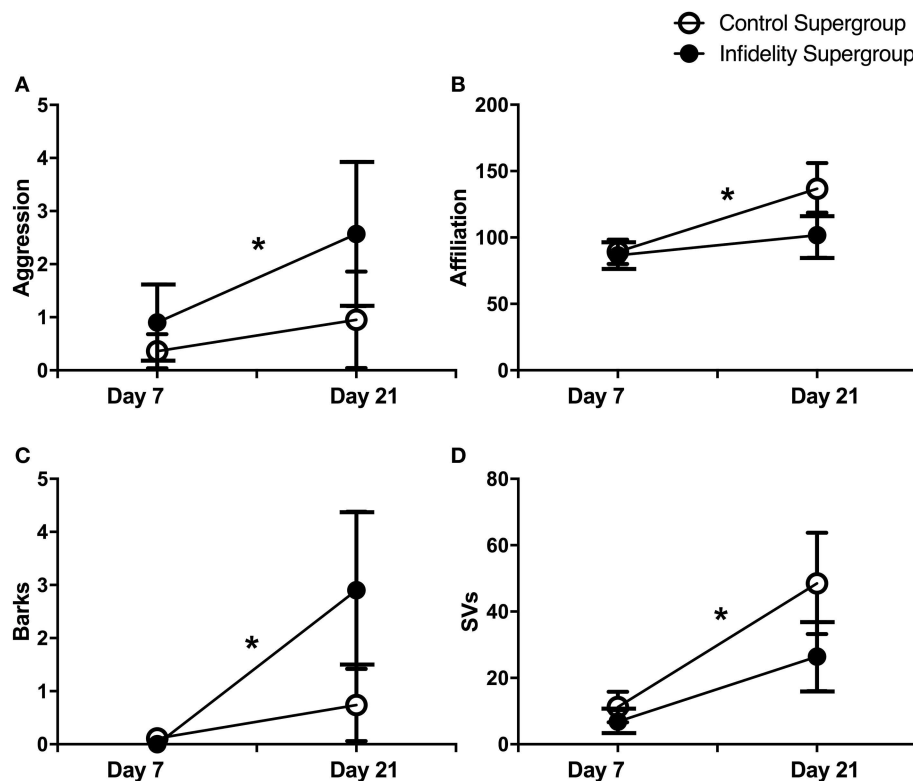 Control Supergroup
Infidelity Supergroup
A
B
5
4
3
2
1
0
Aggression
*
Day 7
Day 21
200
150
100
50
0
Affiliation
*
Day 7
Day 21
C
D
5
4
3
2
1
0
Barks
*
Day 7
Day 21
80
60
40
20
0
SVs
*
Day 7
Day 21